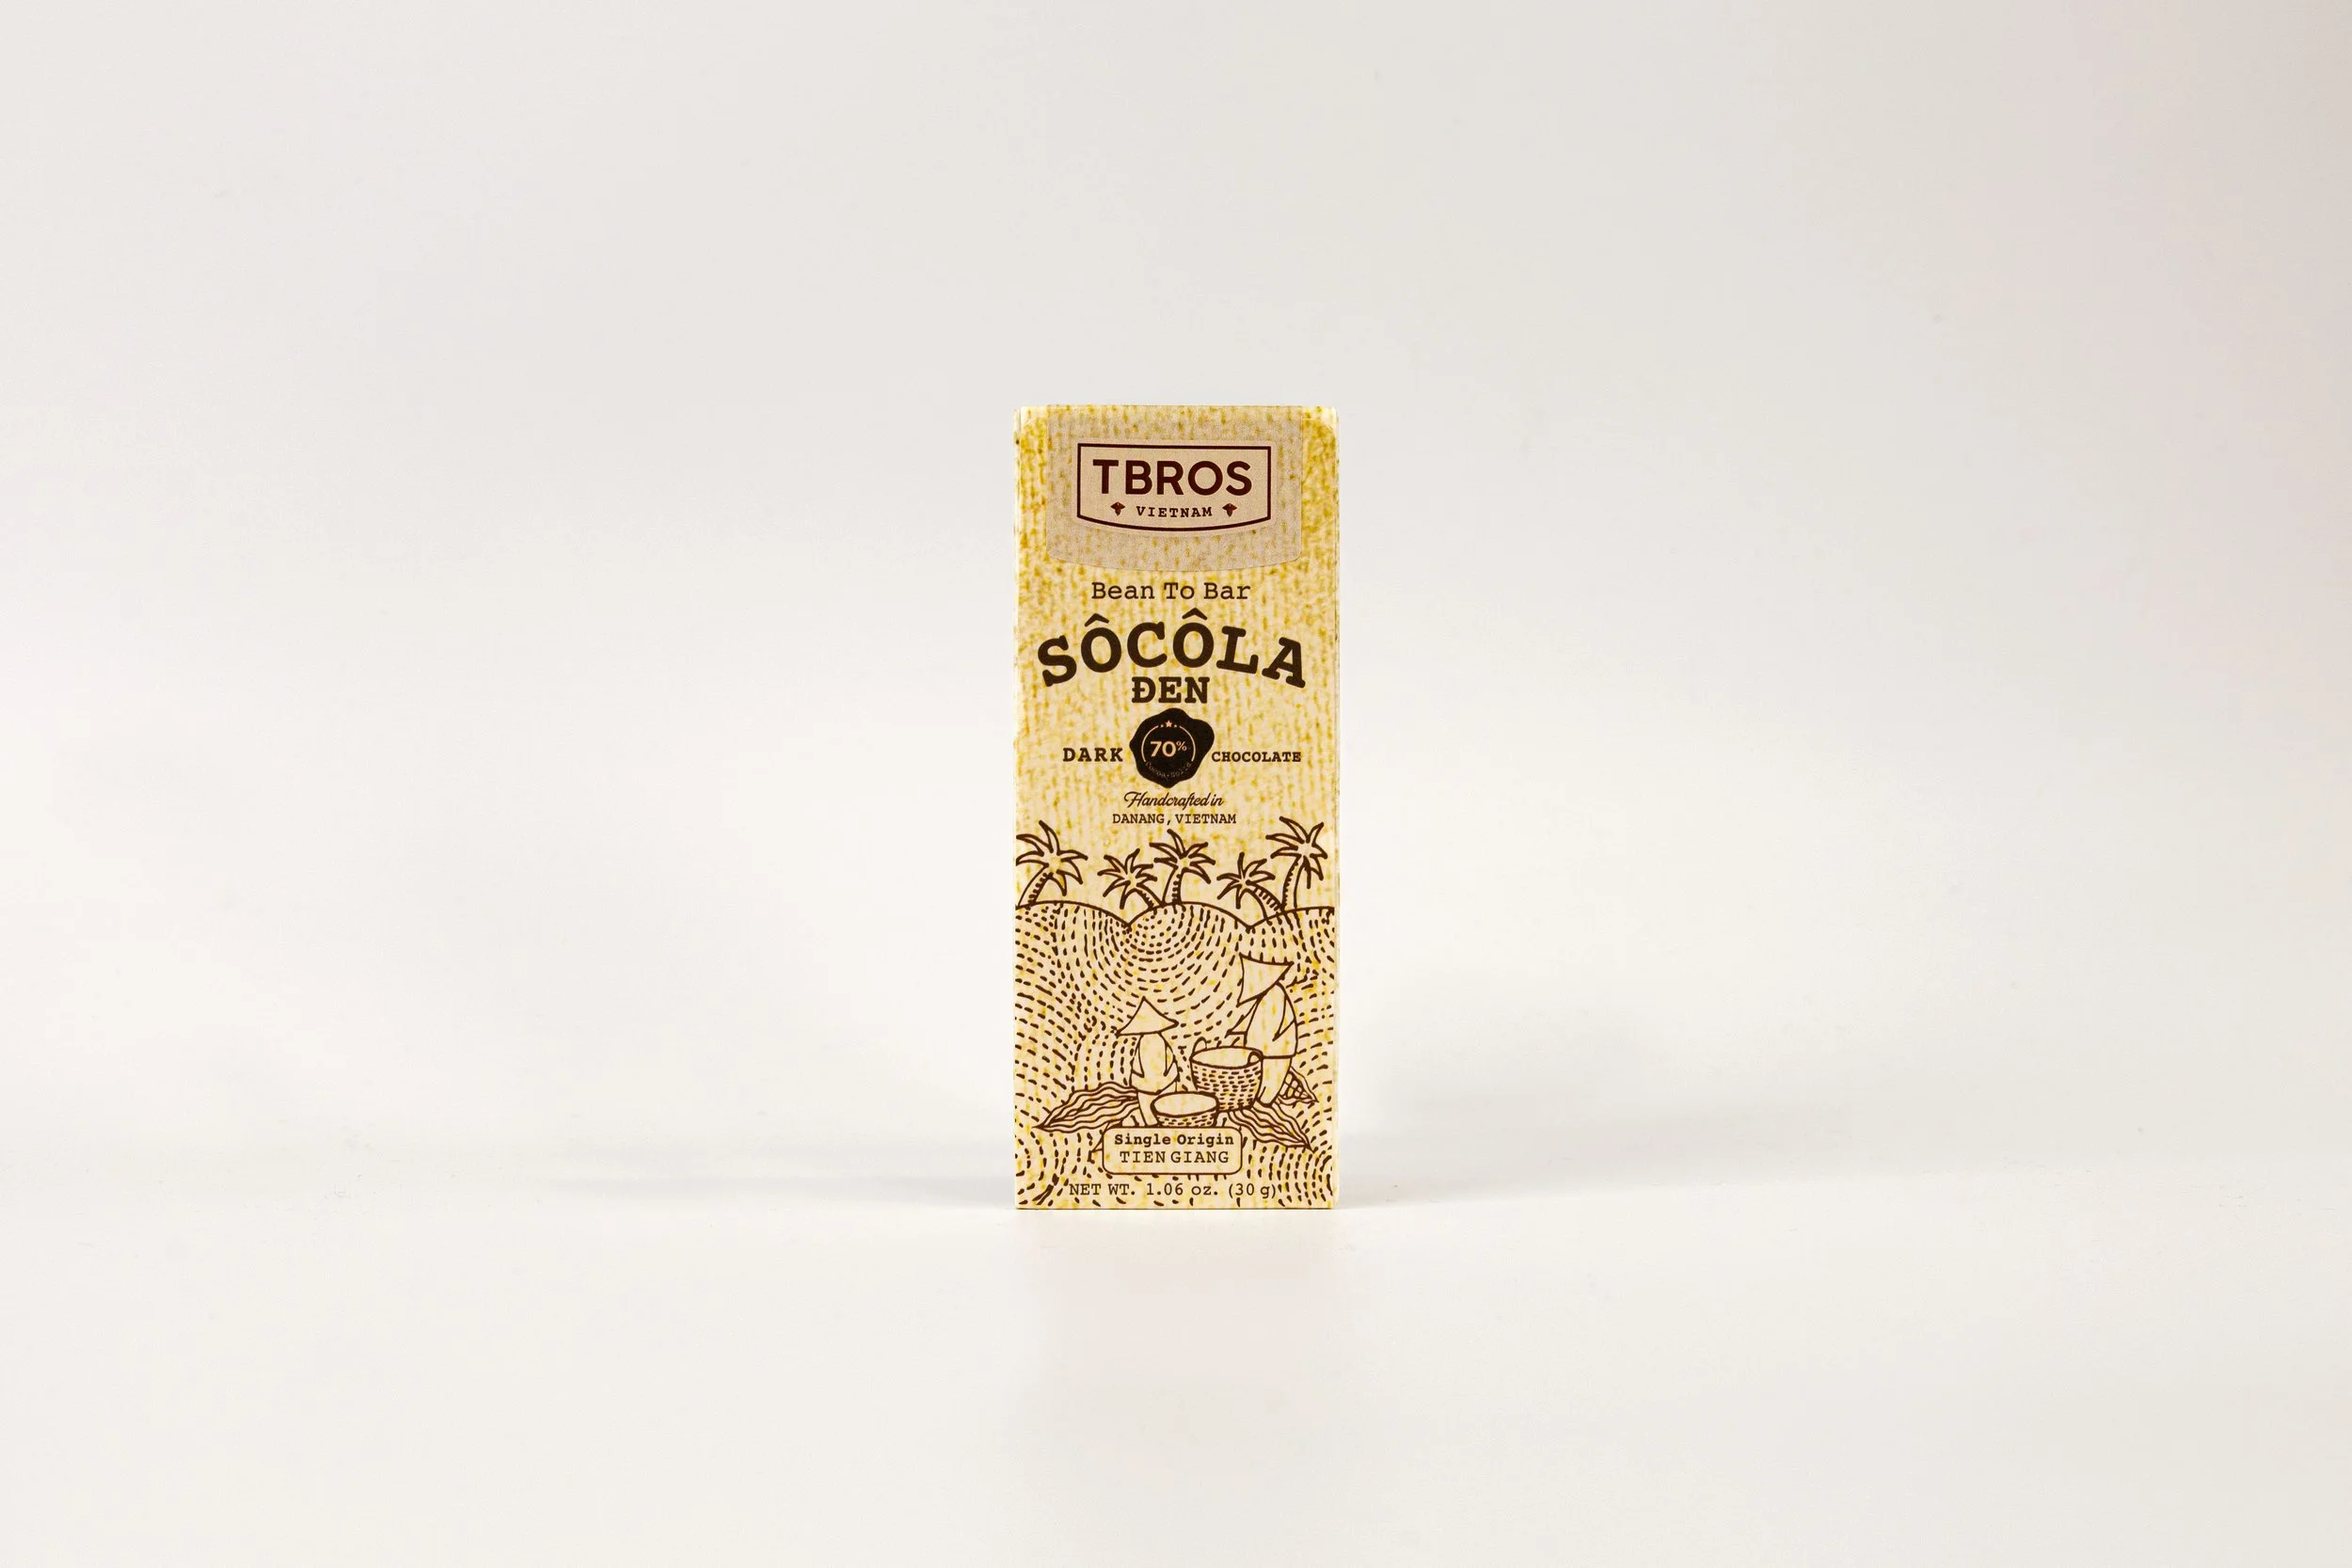 TBROS
VIETNAM
Bean To Bar
SÔCÔLA
ĐEN
DARK 70% CHOCOLATE
Handcrafted in
DANANG, VIETNAM
Single Origin
TIEN GIANG
NET WT. 1.06 oz. (30 g)